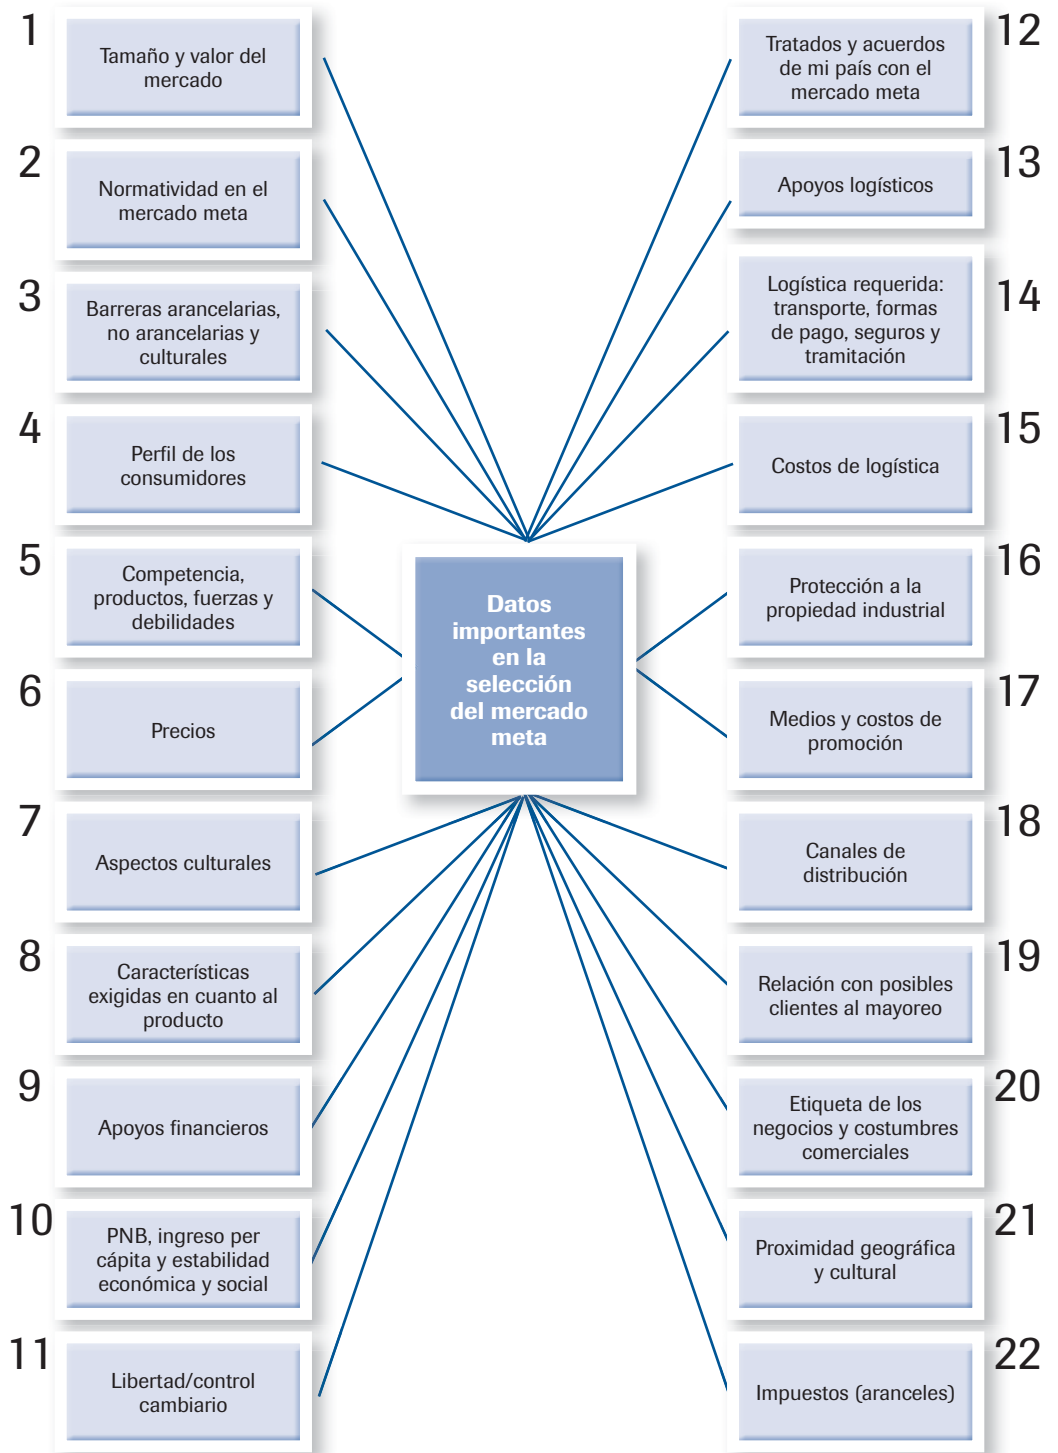 1
Tamaño y valor del
mercado
2
Normatividad en el
mercado meta
3
Barreras arancelarias,
no arancelarias y
culturales
4
Perfil de los
consumidores
5
Competencia,
productos, fuerzas y
debilidades
6
Precios
7
Aspectos culturales
8
Características
exigidas en cuanto al
producto
9
Apoyos financieros
10
PNB, ingreso per
cápita y estabilidad
económica y social
11
Libertad/control
cambiario
Datos
importantes
en la
selección
del mercado
meta
12
Tratados y acuerdos
de mi país con el
mercado meta
13
Apoyos logísticos
14
Logística requerida:
transporte, formas
de pago, seguros y
tramitación
15
Costos de logística
16
Protección a la
propiedad industrial
17
Medios y costos de
promoción
18
Canales de
distribución
19
Relación con posibles
clientes al mayoreo
20
Etiqueta de los
negocios y costumbres
comerciales
21
Proximidad geográfica
y cultural
22
Impuestos (aranceles)